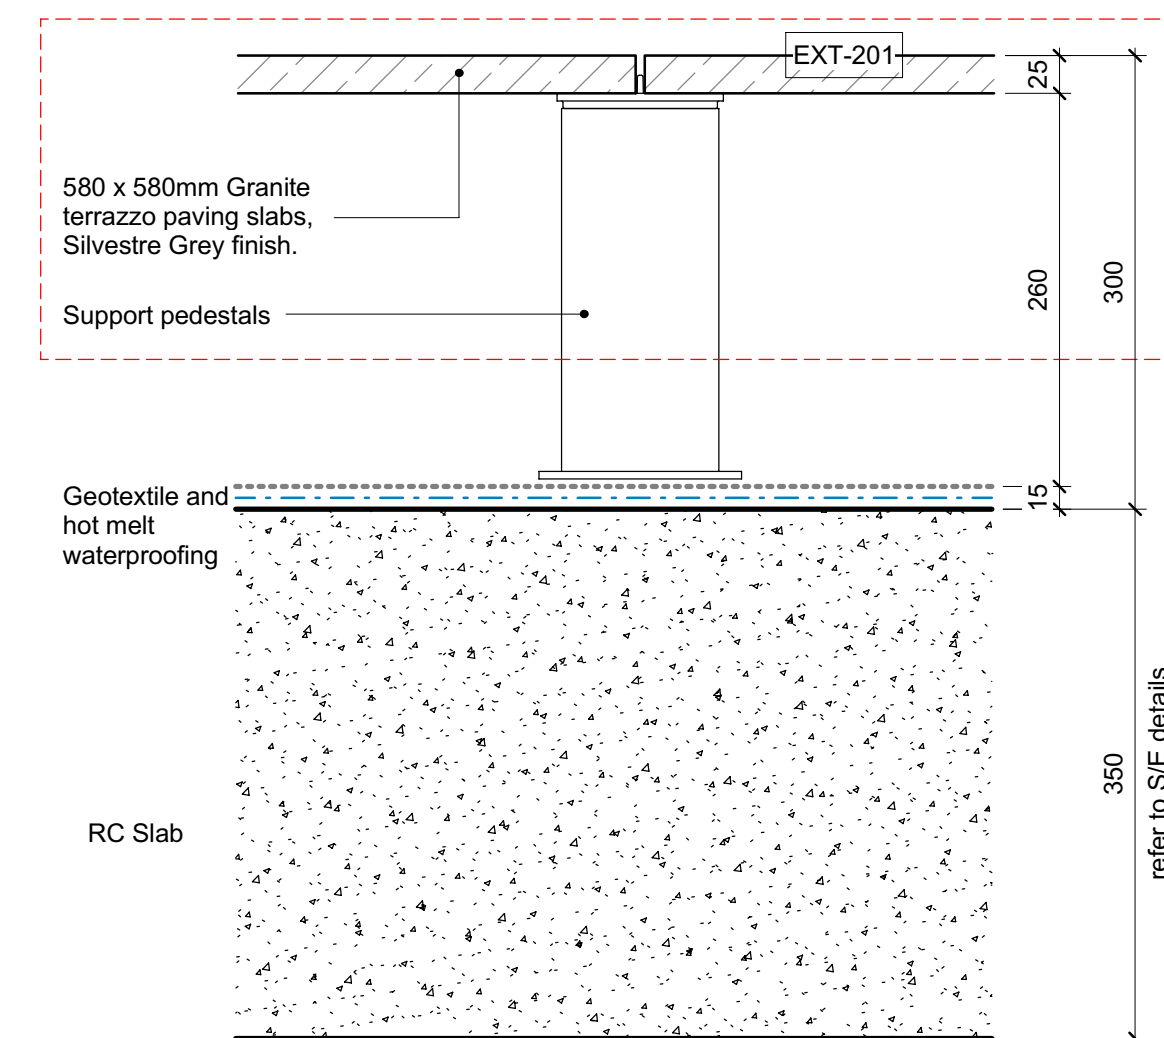 EXT-201
25
580 x 580mm Granite
terrazzo paving slabs,
Silvestre Grey finish.
260
300
Support pedestals
Geotextile and
hot melt
waterproofing
15
350
refer to S/E details
RC Slab